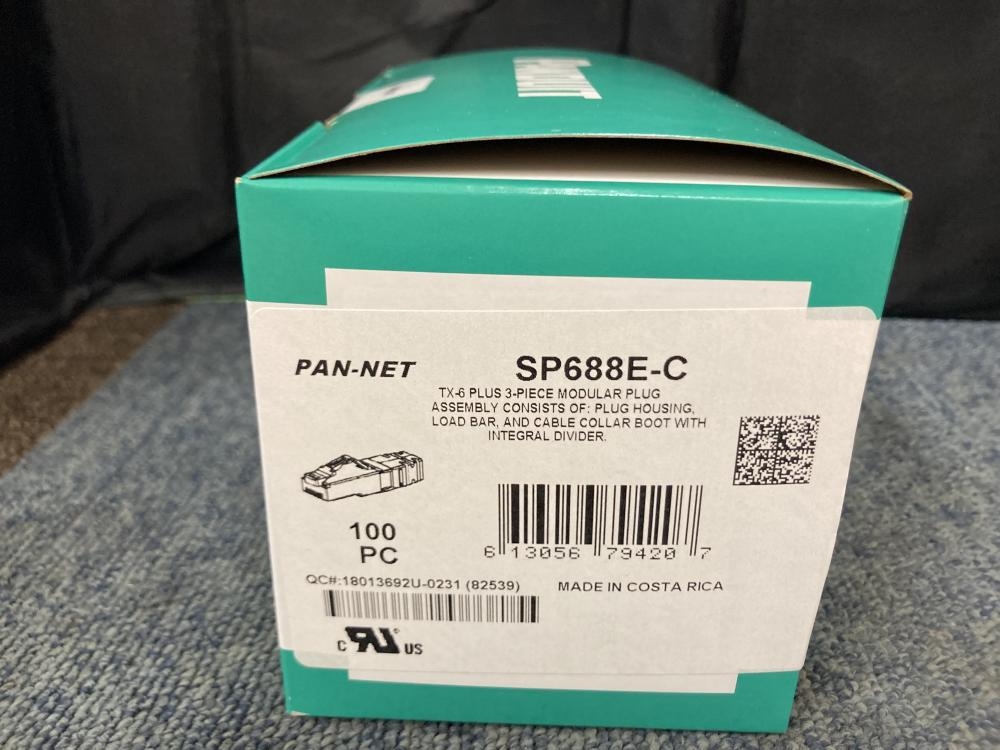 PAN-NET
SP688E-C
TX-6 PLUS 3-PIECE MODULAR PLUG
ASSEMBLY CONSISTS OF: PLUG HOUSING,
LOAD BAR, AND CABLE COLLAR BOOT WITH
INTEGRAL DIVIDER.
100
PC
6 13056 79420 7
QC#:18013692U-0231 (82539)
MADE IN COSTA RICA
C RU US